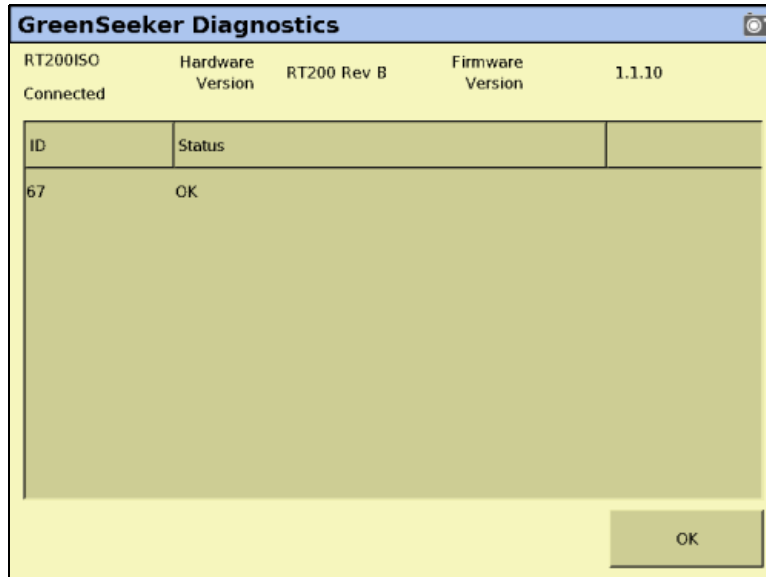 GreenSeeker Diagnostics
RT200ISO
Connected
Hardware
Version
RT200 Rev B
Firmware
Version
1.1.10
ID Status
67 OK
OK